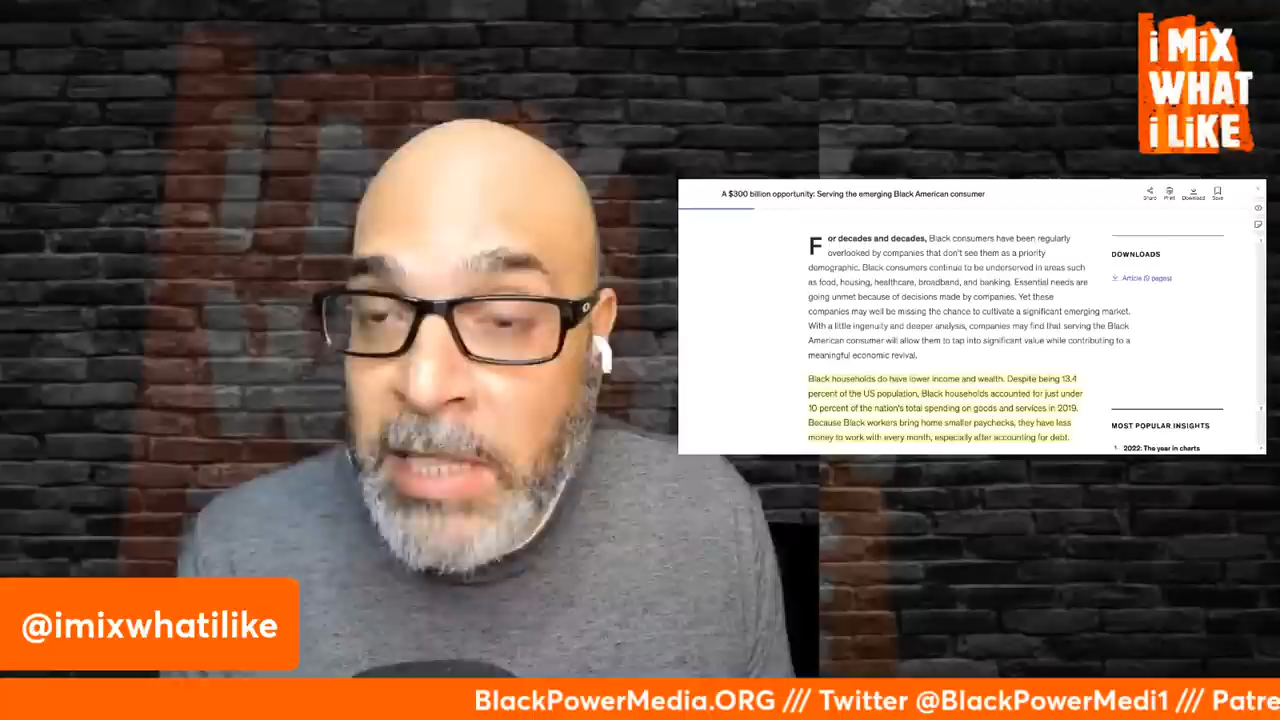 i MiX
WHAT
i LiKE
A $300 billion opportunity: Serving the emerging Black American consumer
Share
Print
Download
Save
For decades and decades, Black consumers have been regularly
overlooked by companies that don't see them as a priority
demographic. Black consumers continue to be underserved in areas such
as food, housing, healthcare, broadband, and banking. Essential needs are
going unmet because of decisions made by companies. Yet these
companies may well be missing the chance to cultivate a significant emerging market.
With a little ingenuity and deeper analysis, companies may find that serving the Black
American consumer will allow them to tap into significant value while contributing to a
meaningful economic revival.
Black households do have lower income and wealth. Despite being 13.4
percent of the US population, Black households accounted for just under
10 percent of the nation's total spending on goods and services in 2019.
Because Black workers bring home smaller paychecks, they have less
money to work with every month, especially after accounting for debt.
DOWNLOADS
Article (9 pages)
MOST POPULAR INSIGHTS
1. 2022: The year in charts
@imixwhatilike
BlackPowerMedia.ORG /// Twitter @BlackPowerMedi1 /// Patre